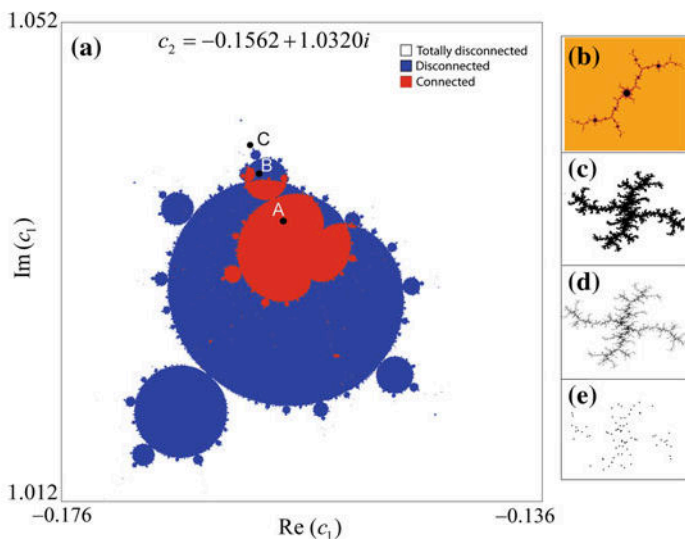 1.052
(a)
c₂ = −0.1562+1.0320i
Totally disconnected
Disconnected
Connected
C
B
A
Im (c₁)
1.012
−0.176
−0.136
Re (c₁)
(b)
(c)
(d)
(e)